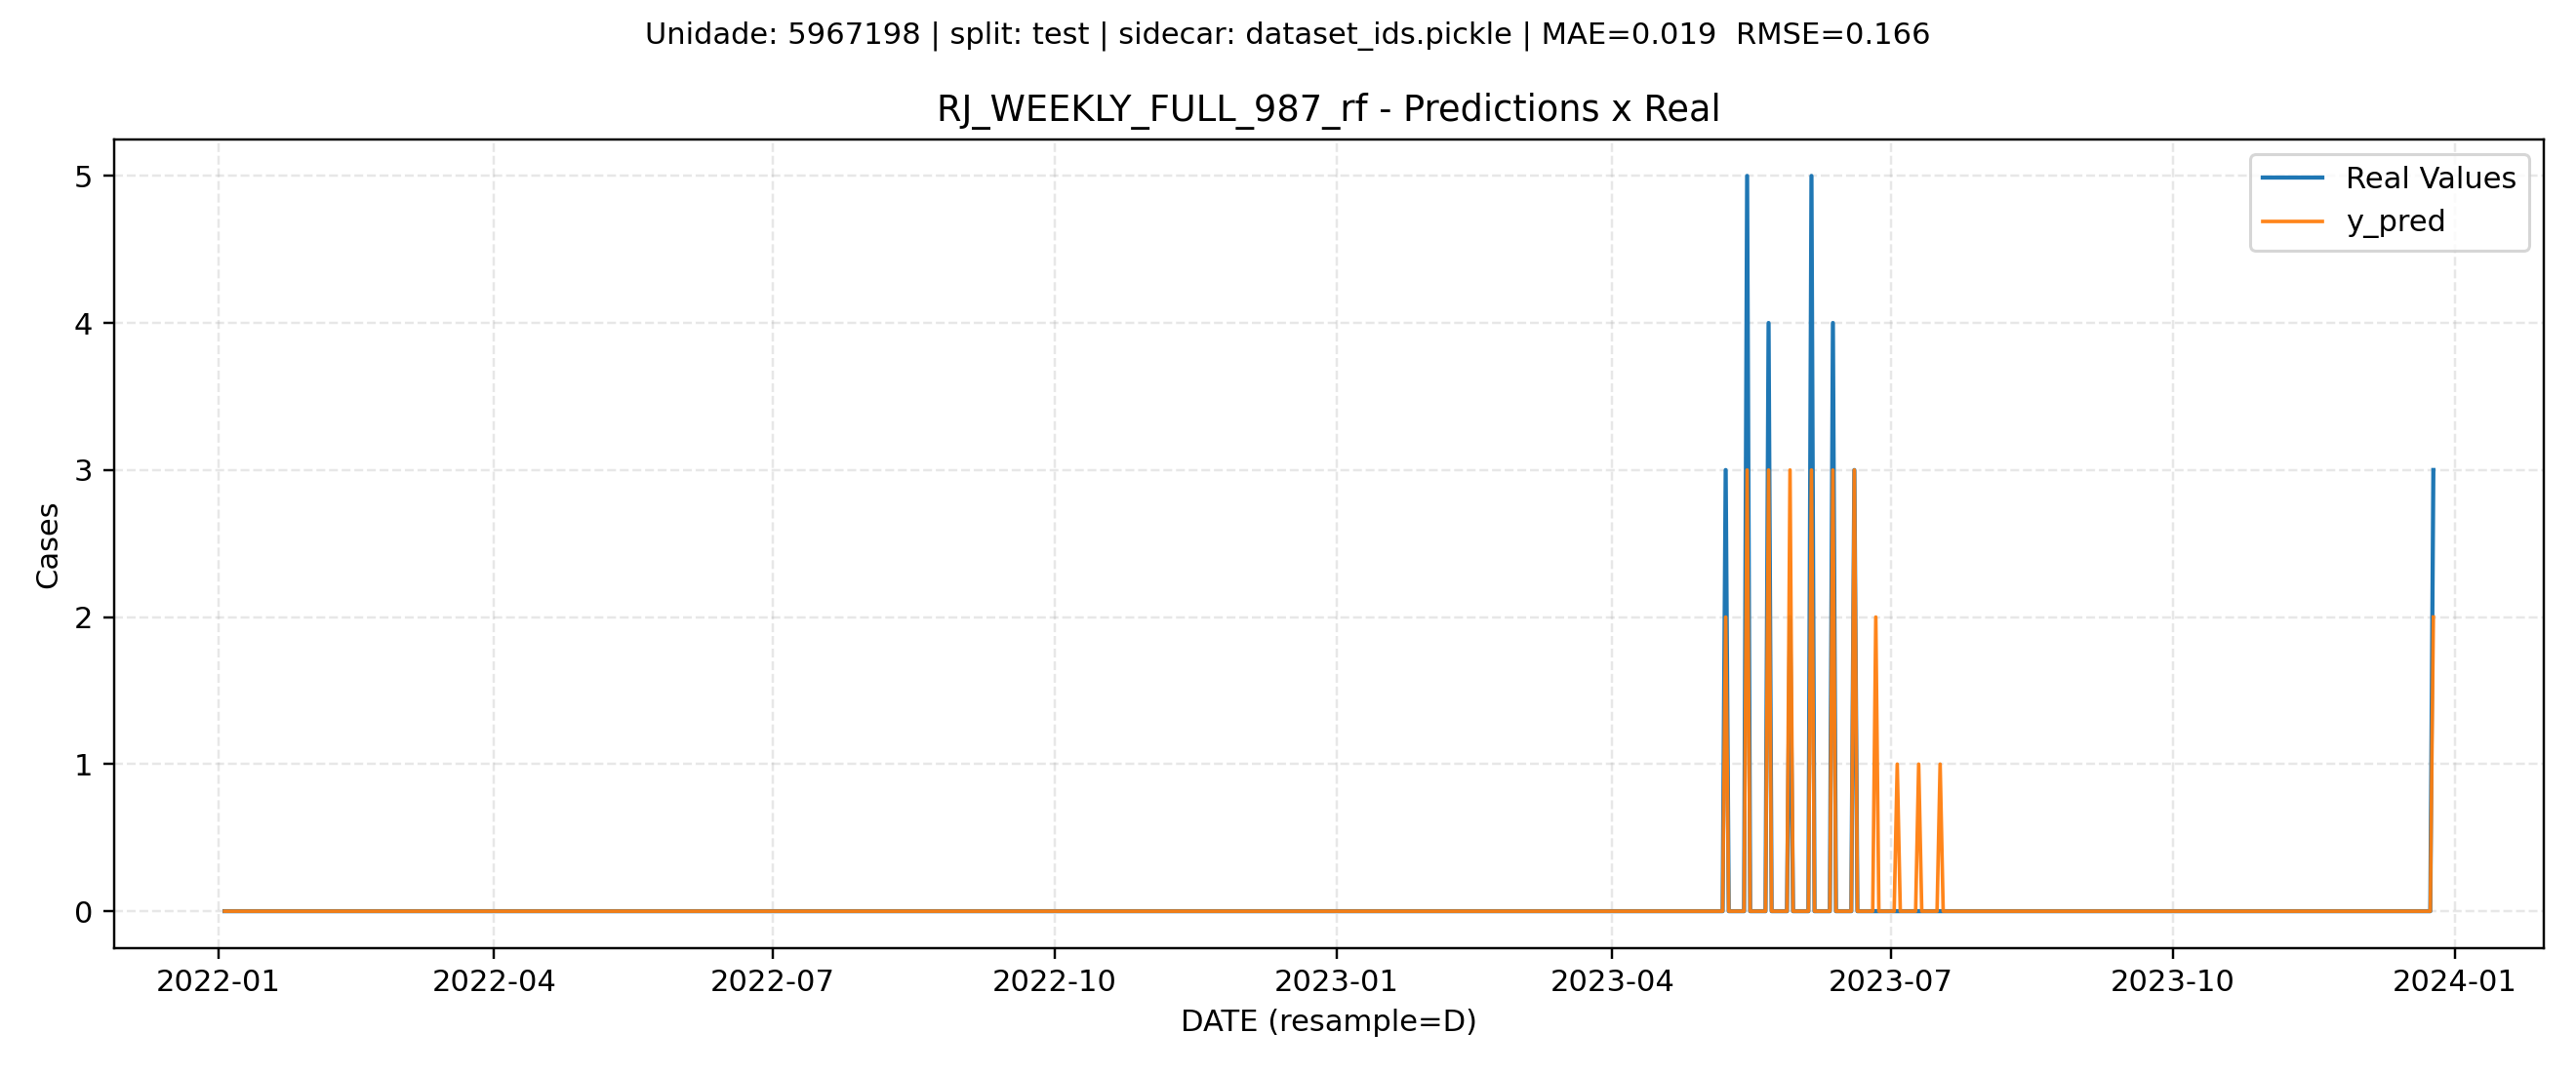 Unidade: 5967198 | split: test | sidecar: dataset_ids.pickle | MAE=0.019  RMSE=0.166
RJ_WEEKLY_FULL_987_rf - Predictions x Real
Real Values
y_pred
5
4
3
2
1
0
Cases
2022-01 2022-04 2022-07 2022-10 2023-01 2023-04 2023-07 2023-10 2024-01
DATE (resample=D)